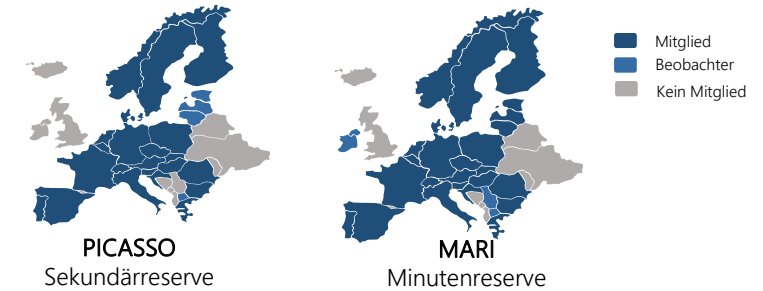 Mitglied
Beobachter
Kein Mitglied
PICASSO
Sekundärreserve
MARI
Minutenreserve